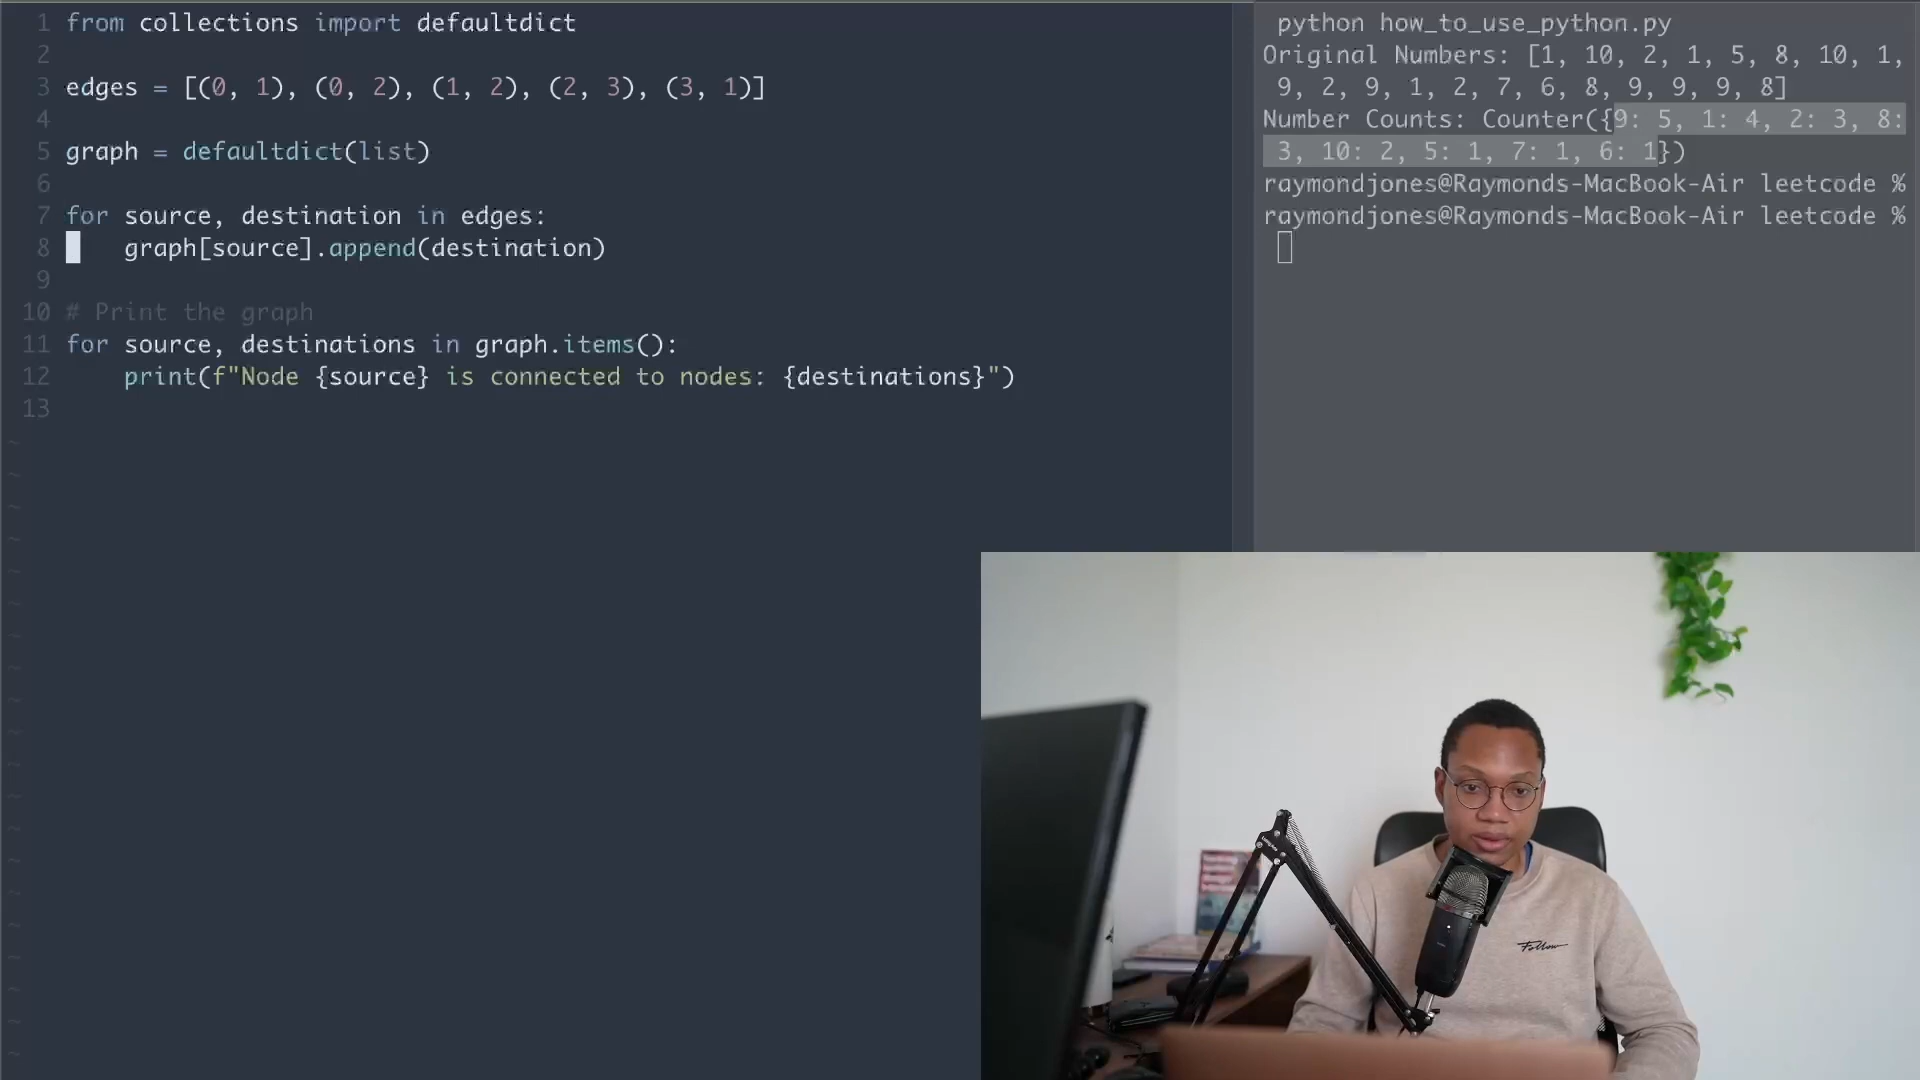 1 from collections import defaultdict
2
3 edges = [(0, 1), (0, 2), (1, 2), (2, 3), (3, 1)]
4
5 graph = defaultdict(list)
6
7 for source, destination in edges:
8     graph[source].append(destination)
9
10 # Print the graph
11 for source, destinations in graph.items():
12     print(f"Node {source} is connected to nodes: {destinations}")
13
python how_to_use_python.py
Original Numbers: [1, 10, 2, 1, 5, 8, 10, 1,
9, 2, 9, 1, 2, 7, 6, 8, 9, 9, 9, 8]
Number Counts: Counter({9: 5, 1: 4, 2: 3, 8:
3, 10: 2, 5: 1, 7: 1, 6: 1})
raymondjones@Raymonds-MacBook-Air leetcode %
raymondjones@Raymonds-MacBook-Air leetcode %
Follow